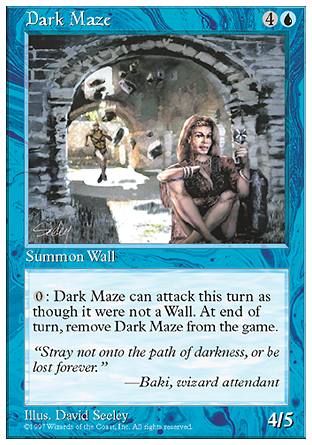 Dark Maze 4
Seeley
Summon Wall
0: Dark Maze can attack this turn as
though it were not a Wall. At end of
turn, remove Dark Maze from the game.
“Stray not onto the path of darkness, or be
lost forever.”
—Baki, wizard attendant
Illus. David Seeley
©1997 Wizards of the Coast, Inc. All rights reserved.
4/5